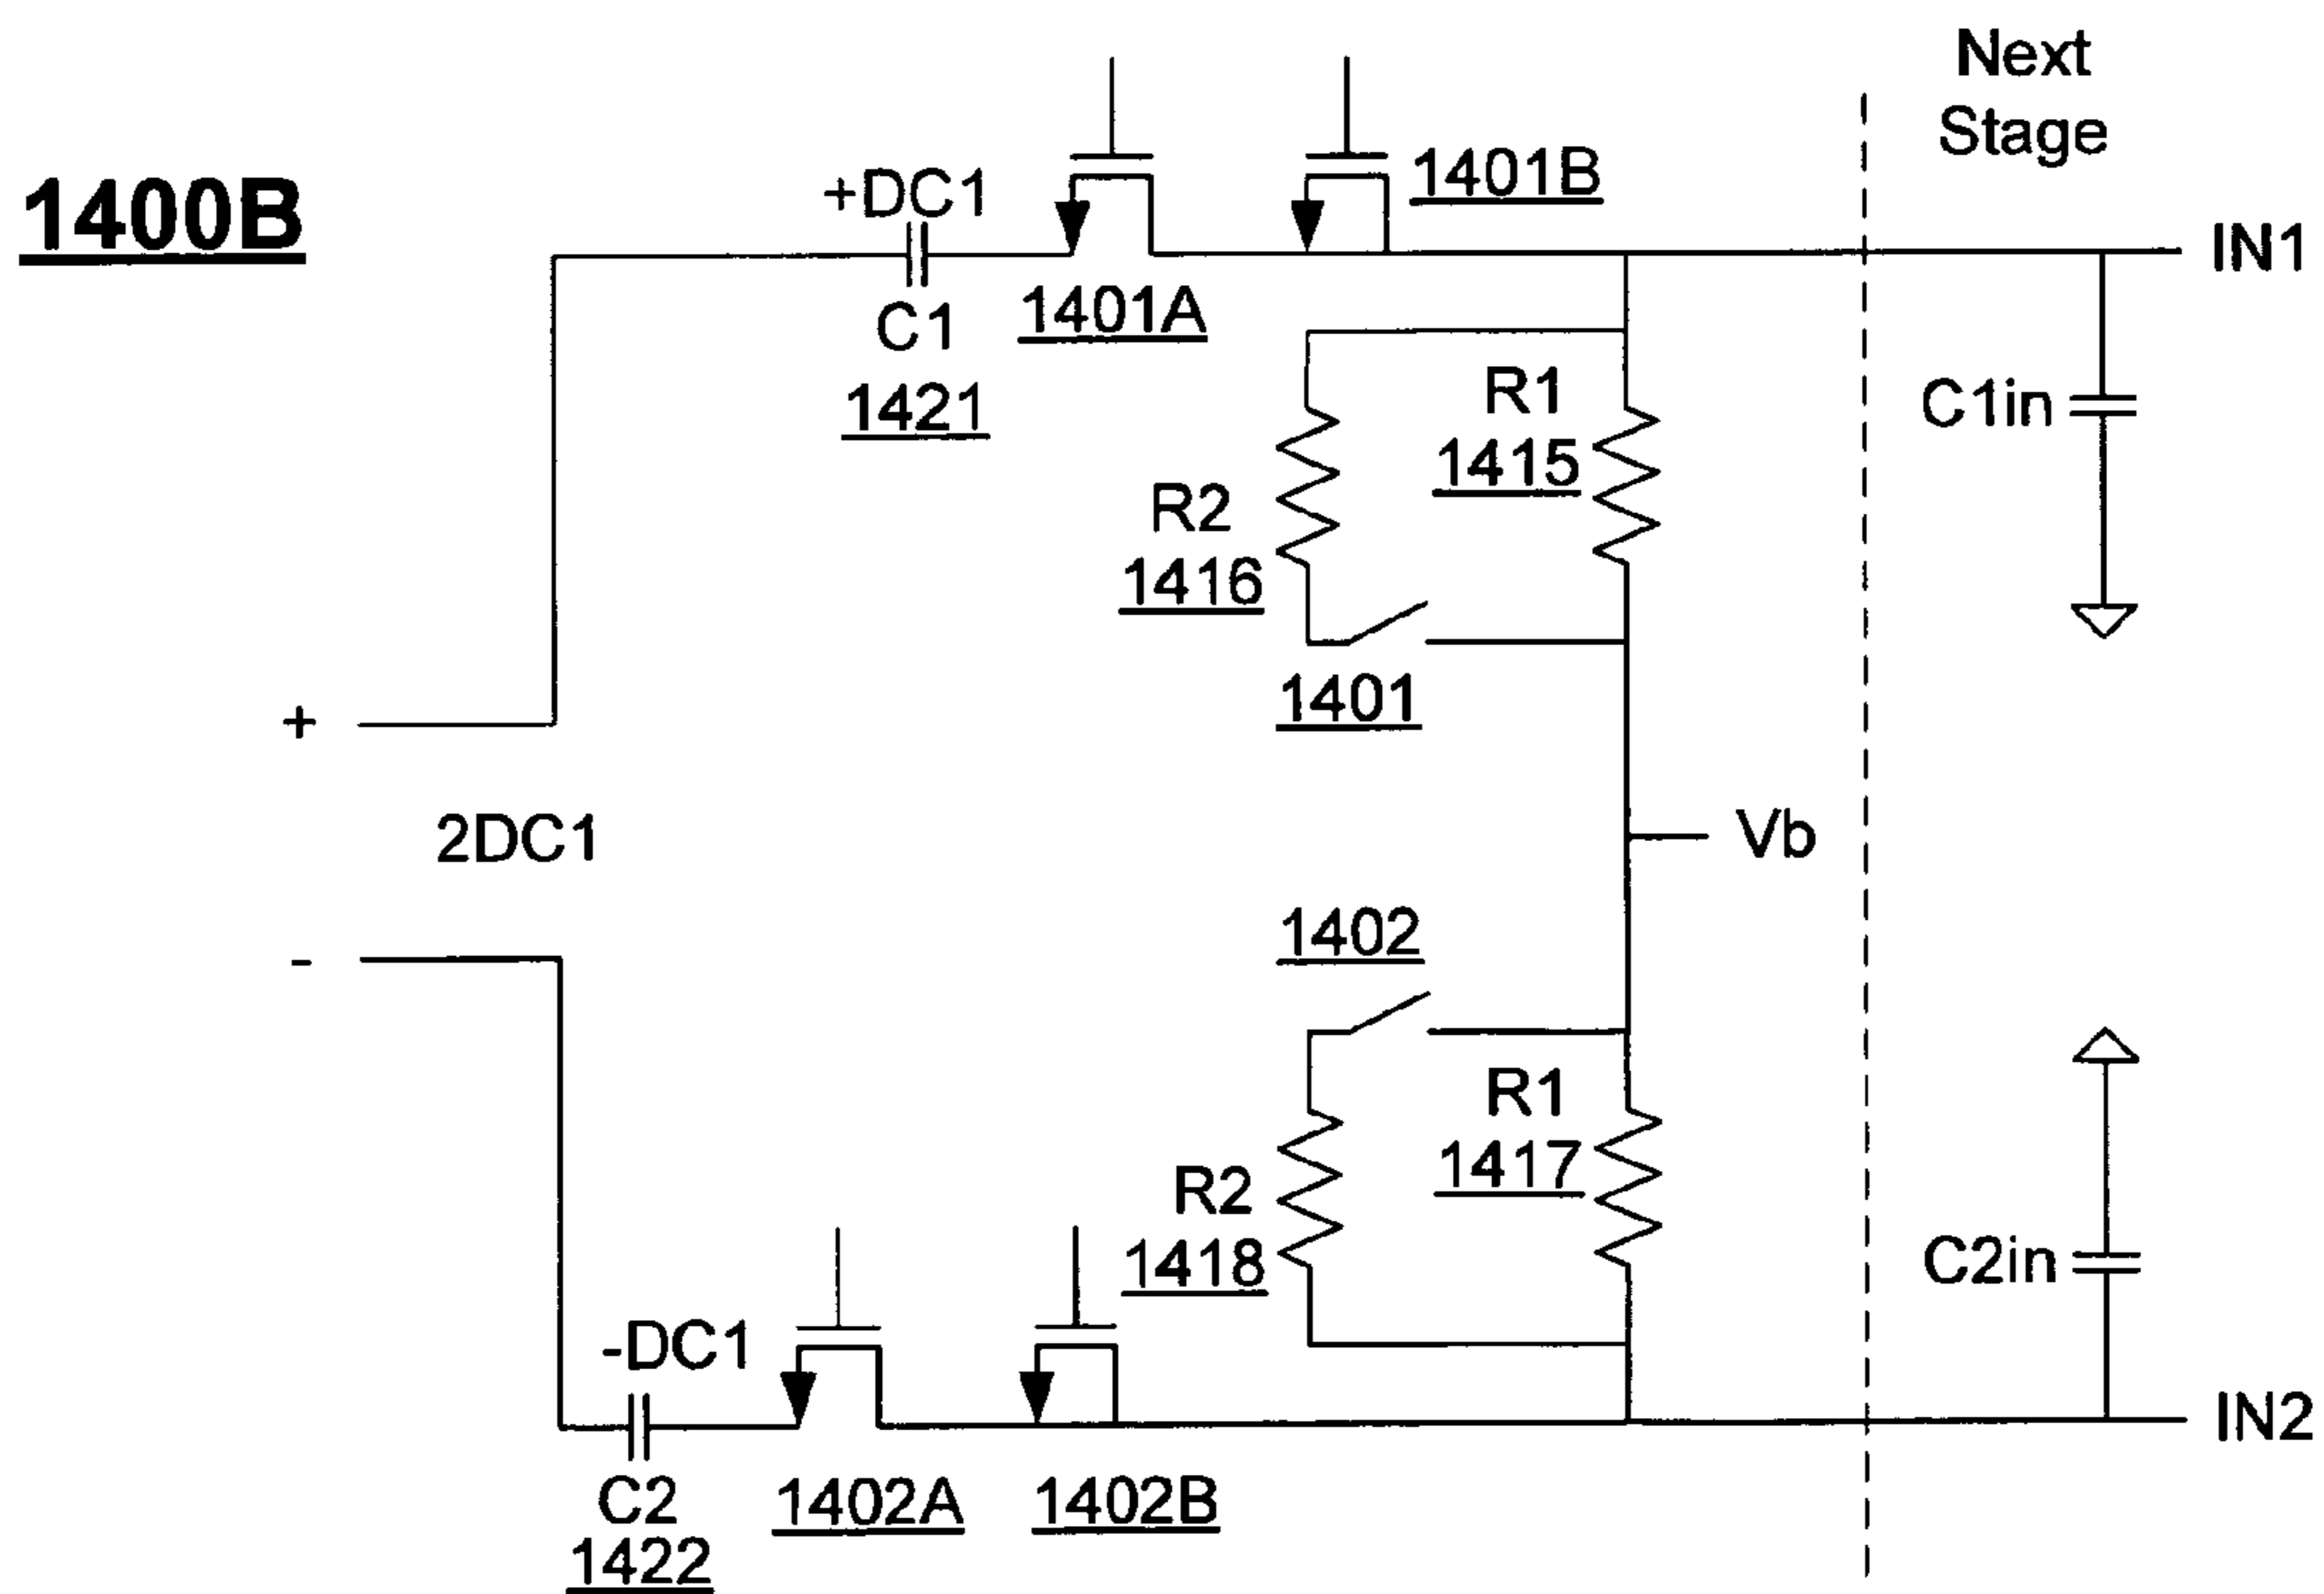 1400B
Next
Stage
+DC1
1401B
IN1
1401A
C1
1421
R1
1415
C1in
R2
1416
1401
+
2DC1
Vb
-
1402
R1
1417
R2
1418
C2in
-DC1
IN2
C2
1422
1402A
1402B